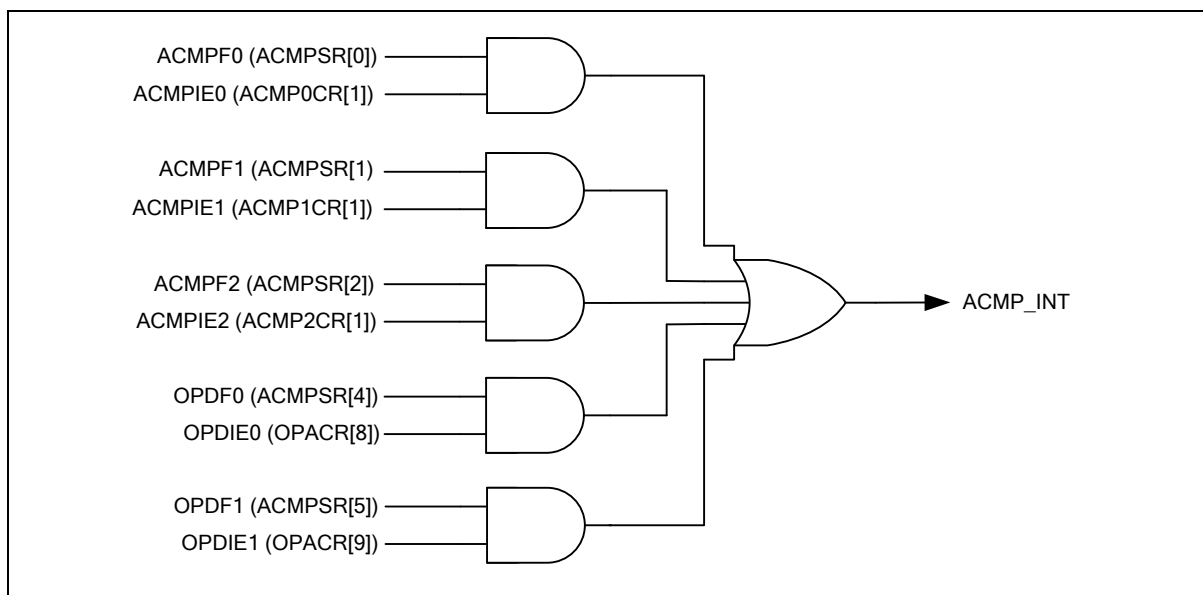 ACMPF0 (ACMPSR[0])
ACMPIE0 (ACMP0CR[1])
ACMPF1 (ACMPSR[1)
ACMPIE1 (ACMP1CR[1])
ACMPF2 (ACMPSR[2])
ACMPIE2 (ACMP2CR[1])
ACMP_INT
OPDF0 (ACMPSR[4])
OPDIE0 (OPACR[8])
OPDF1 (ACMPSR[5])
OPDIE1 (OPACR[9])